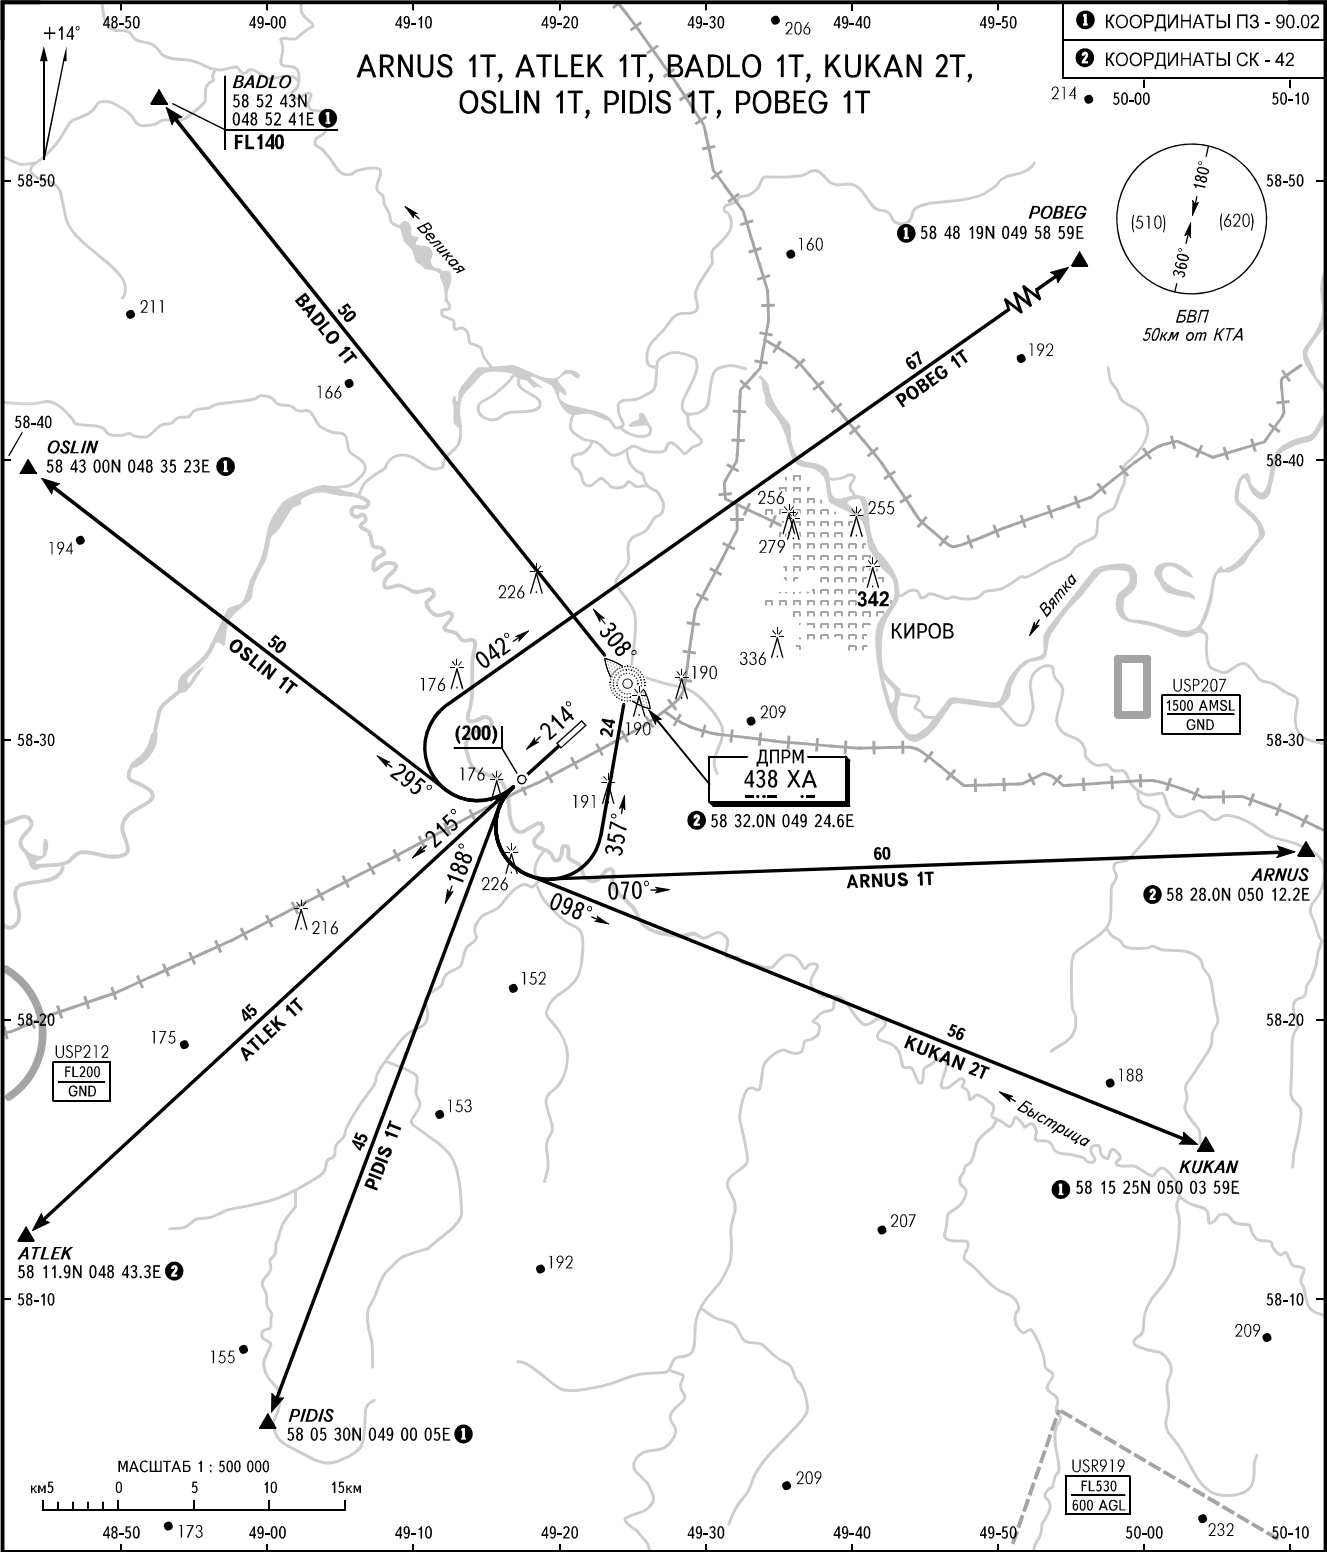 48-50
49-00
49-10
49-20
49-30
49-40
49-50
❶ КООРДИНАТЫ ПЗ - 90.02
❷ КООРДИНАТЫ СК - 42
+14°
206
ARNUS 1T, ATLEK 1T, BADLO 1T, KUKAN 2T,
OSLIN 1T, PIDIS 1T, POBEG 1T
BADLO
58 52 43N
048 52 41E ❶
FL140
214
50-00
50-10
58-50
58-50
180°
(510)
(620)
360°
БВП
50км от КТА
POBEG
❶ 58 48 19N 049 58 59E
Великая
160
211
50
BADLO 1T
192
67
POBEG 1T
166
58-40
OSLIN
58 43 00N 048 35 23E ❶
58-40
194
256
279
255
342
КИРОВ
336
Вятка
226
308°
042°
50
OSLIN 1T
176
190
190
209
USP207
1500 AMSL
GND
58-30
58-30
(200)
214°
24
176
295°
191
357°
ДПРМ
438 ХА
❷ 58 32.0N 049 24.6E
215°
188°
226
070°
098°
60
ARNUS 1T
ARNUS
❷ 58 28.0N 050 12.2E
216
152
45
ATLEK 1T
58-20
58-20
175
USP212
FL200
GND
56
KUKAN 2T
188
153
45
PIDIS 1T
Быстрица
KUKAN
❶ 58 15 25N 050 03 59E
207
ATLEK
58 11.9N 048 43.3E ❷
192
58-10
58-10
155
209
PIDIS
58 05 30N 049 00 05E ❶
МАСШТАБ 1 : 500 000
км5
0
5
10
15км
209
USR919
FL530
600 AGL
173
232
48-50
49-00
49-10
49-20
49-30
49-40
49-50
50-00
50-10